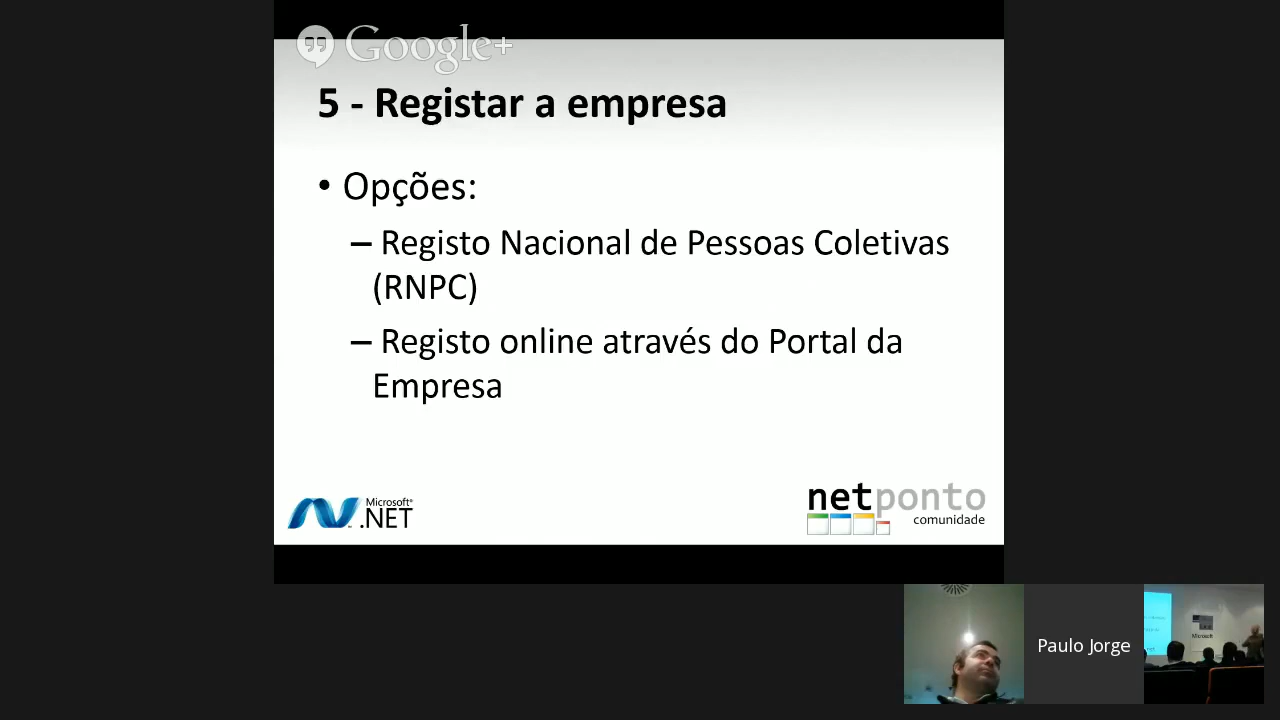 Google+
5 - Registar a empresa
• Opções:
– Registo Nacional de Pessoas Coletivas
(RNPC)
– Registo online através do Portal da
Empresa
Microsoft®
.NET
netponto
comunidade
Paulo Jorge
Microsoft